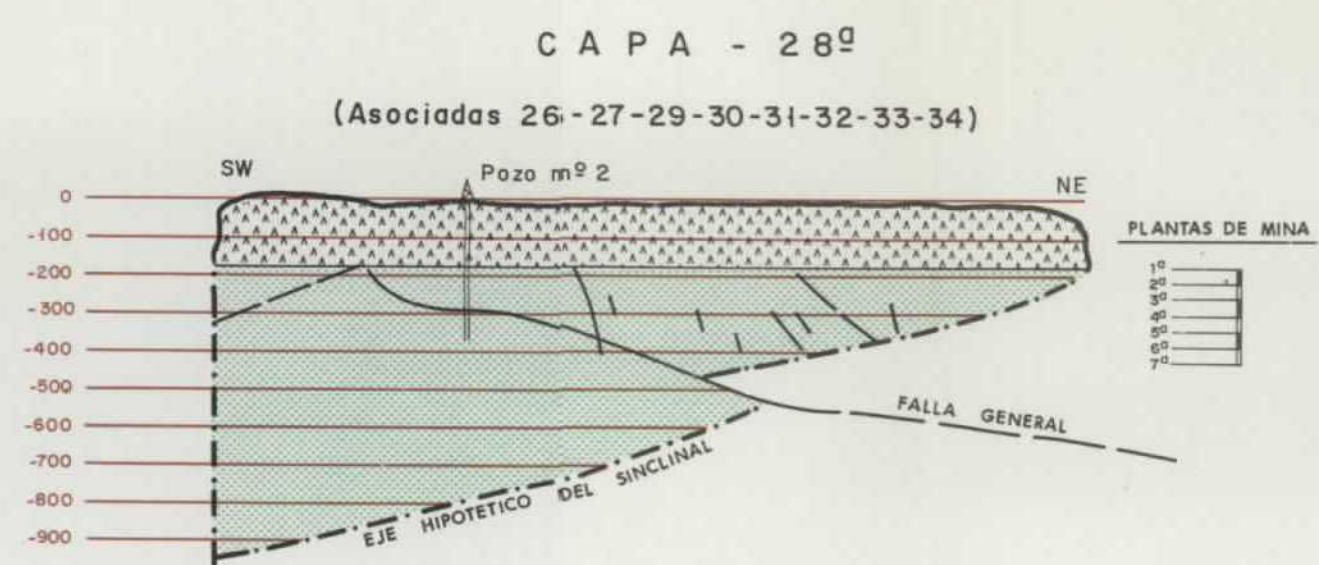 CAPA - 28ª
(Asociadas 26-27-29-30-31-32-33-34)
SW
Pozo nº 2
NE
0
-100
-200
-300
-400
-500
-600
-700
-800
-900
PLANTAS DE MINA
1ª
2ª
3ª
4ª
5ª
6ª
7ª
FALLA GENERAL
EJE HIPOTETICO DEL SINCLINAL